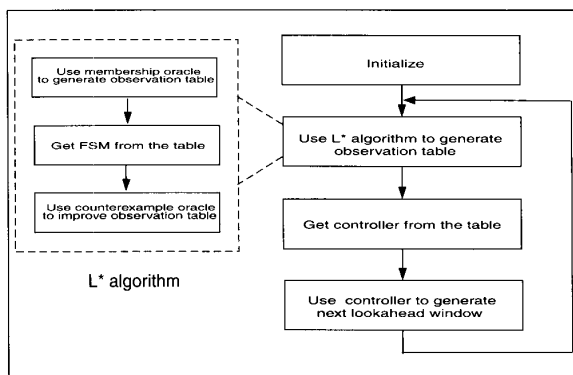 Use membership oracle
to generate observation table
Get FSM from the table
Use counterexample oracle
to improve observation table
L* algorithm
Initialize
Use L* algorithm to generate
observation table
Get controller from the table
Use controller to generate
next lookahead window